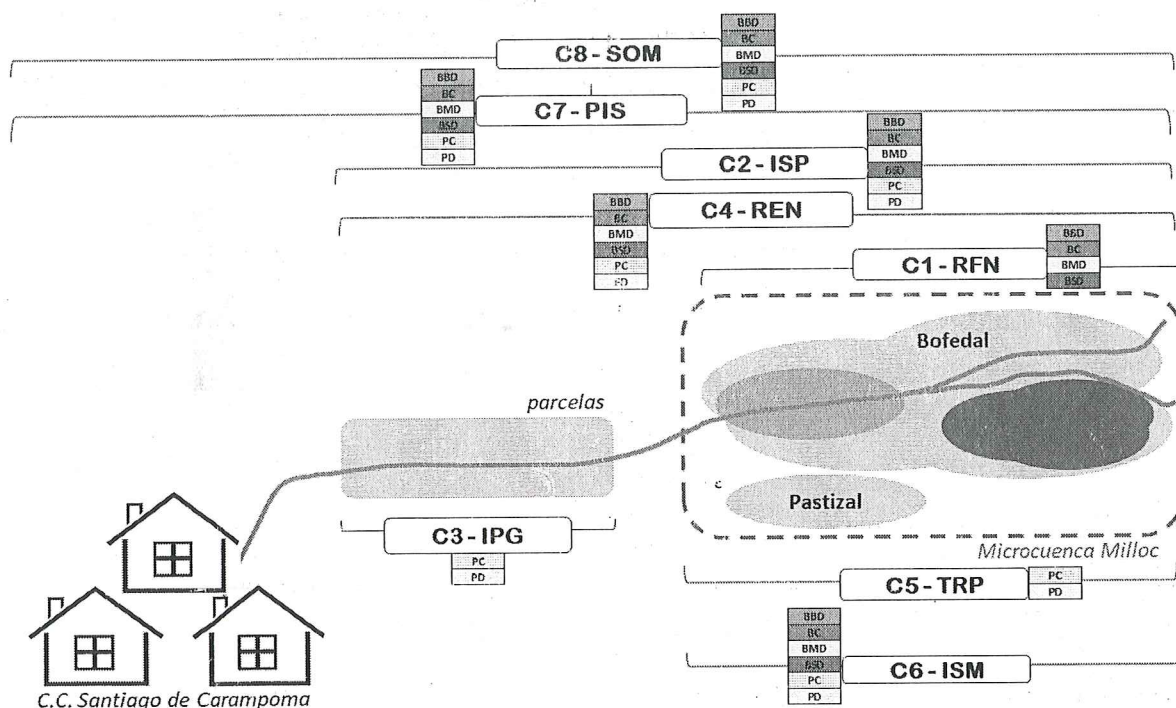 BBD
BC
C8 - SOM
BMD
BSD
PC
PD
BBD
BC
BMD
C7 - PIS
BSD
PC
PD
BBD
BC
BMD
C2 - ISP
BSD
PC
PD
BBD
BC
C4 - REN
BMD
BSD
PC
PD
BBD
BC
C1 - RFN
BMD
BSD
Bofedal
parcelas
Pastizal
C3 - IPG
PC
PD
Microcuenca Milloc
C5 - TRP
PC
PD
BBD
BC
BMD
BSD
C6 - ISM
PC
PD
C.C. Santiago de Carampoma